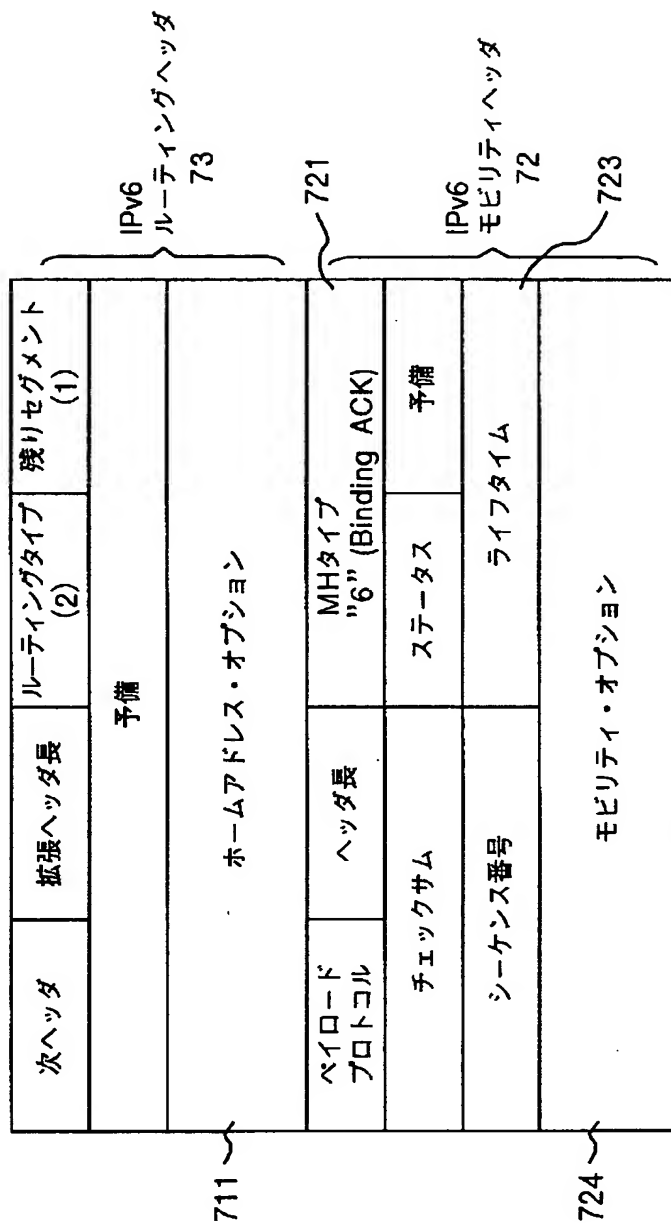 次ヘッダ
拡張ヘッダ長
ルーティングタイプ
(2)
残りセグメント
(1)
予備
ホームアドレス・オプション
711
IPv6
ルーティングヘッダ
73
ペイロード
プロトコル
ヘッダ長
MHタイプ
"6" (Binding ACK)
721
チェックサム
ステータス
予備
シーケンス番号
ライフタイム
723
モビリティ・オプション
724
IPv6
モビリティヘッダ
72